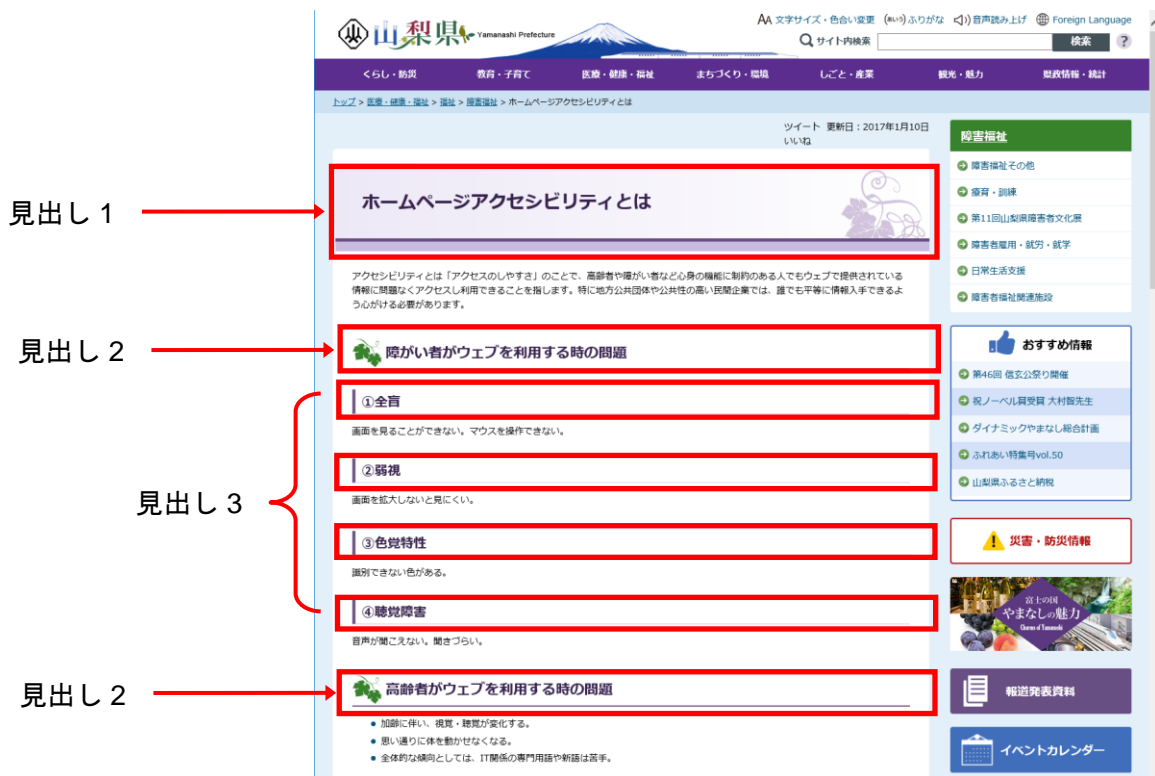 山梨県 Yamanashi Prefecture
AA 文字サイズ・色合い変更 (あいう)ふりがな 音声読み上げ Foreign Language
サイト内検索 検索 ?
くらし・防災 教育・子育て 医療・健康・福祉 まちづくり・環境 しごと・産業 観光・魅力 県政情報・統計
トップ > 医療・健康・福祉 > 福祉 > 障害福祉 > ホームページアクセシビリティとは
ツイート 更新日：2017年1月10日
いいね
見出し 1
ホームページアクセシビリティとは
アクセシビリティとは「アクセスのしやすさ」のことで、高齢者や障がい者など心身の機能に制約のある人でもウェブで提供されている
情報に問題なくアクセスし利用できることを指します。特に地方公共団体や公共性の高い民間企業では、誰でも平等に情報入手できるよ
う心がける必要があります。
見出し 2
障がい者がウェブを利用する時の問題
見出し 3
①全盲
画面を見ることができない。マウスを操作できない。
②弱視
画面を拡大しないと見にくい。
③色覚特性
識別できない色がある。
④聴覚障害
音声が聞こえない。聞きづらい。
見出し 2
高齢者がウェブを利用する時の問題
加齢に伴い、視覚・聴覚が変化する。
思い通りに体を動かせなくなる。
全体的な傾向としては、IT関係の専門用語や新語は苦手。
障害福祉
障害福祉その他
療育・訓練
第11回山梨県障害者文化展
障害者雇用・就労・就学
日常生活支援
障害者福祉関連施設
おすすめ情報
第46回 信玄公祭り開催
祝ノーベル賞受賞 大村智先生
ダイナミックやまなし総合計画
ふれあい特集号vol.50
山梨県ふるさと納税
災害・防災情報
富士の国
やまなしの魅力
Charms of Yamanashi
報道発表資料
イベントカレンダー